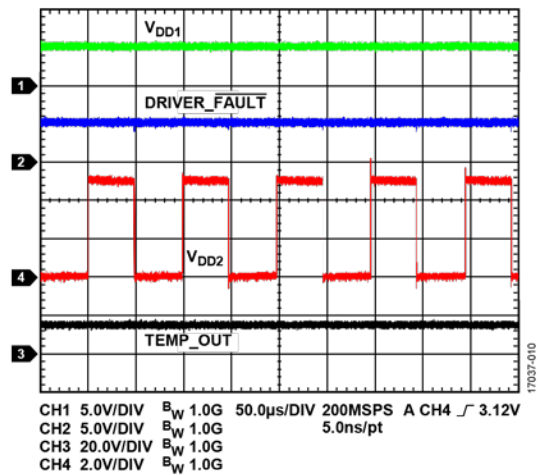 VDD1
1
DRIVER_FAULT
2
VDD2
4
TEMP_OUT
3
17037-010
CH1 5.0V/DIV BW 1.0G 50.0µs/DIV 200MSPS A CH4 3.12V
CH2 5.0V/DIV BW 1.0G 5.0ns/pt
CH3 20.0V/DIV BW 1.0G
CH4 2.0V/DIV BW 1.0G